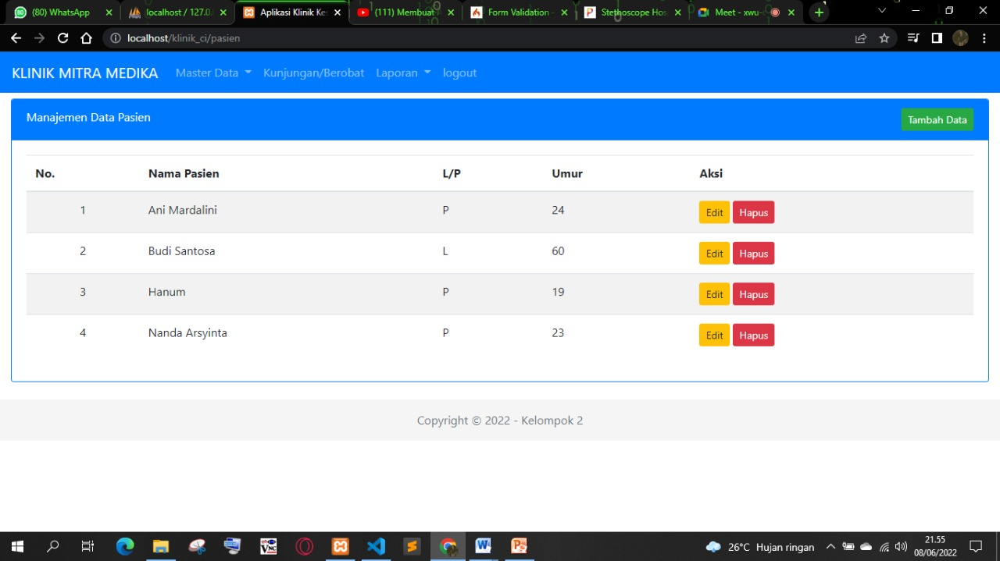 (80) WhatsApp
localhost / 127.0.
Aplikasi Klinik Kes
(111) Membuat
Form Validation
Stethoscope Hos
Meet - xwu-
localhost/klinik_ci/pasien
KLINIK MITRA MEDIKA Master Data Kunjungan/Berobat Laporan logout
Manajemen Data Pasien
Tambah Data
No. Nama Pasien L/P Umur Aksi
1 Ani Mardalini P 24 Edit Hapus
2 Budi Santosa L 60 Edit Hapus
3 Hanum P 19 Edit Hapus
4 Nanda Arsyinta P 23 Edit Hapus
Copyright © 2022 - Kelompok 2
26°C Hujan ringan
21.55
08/06/2022